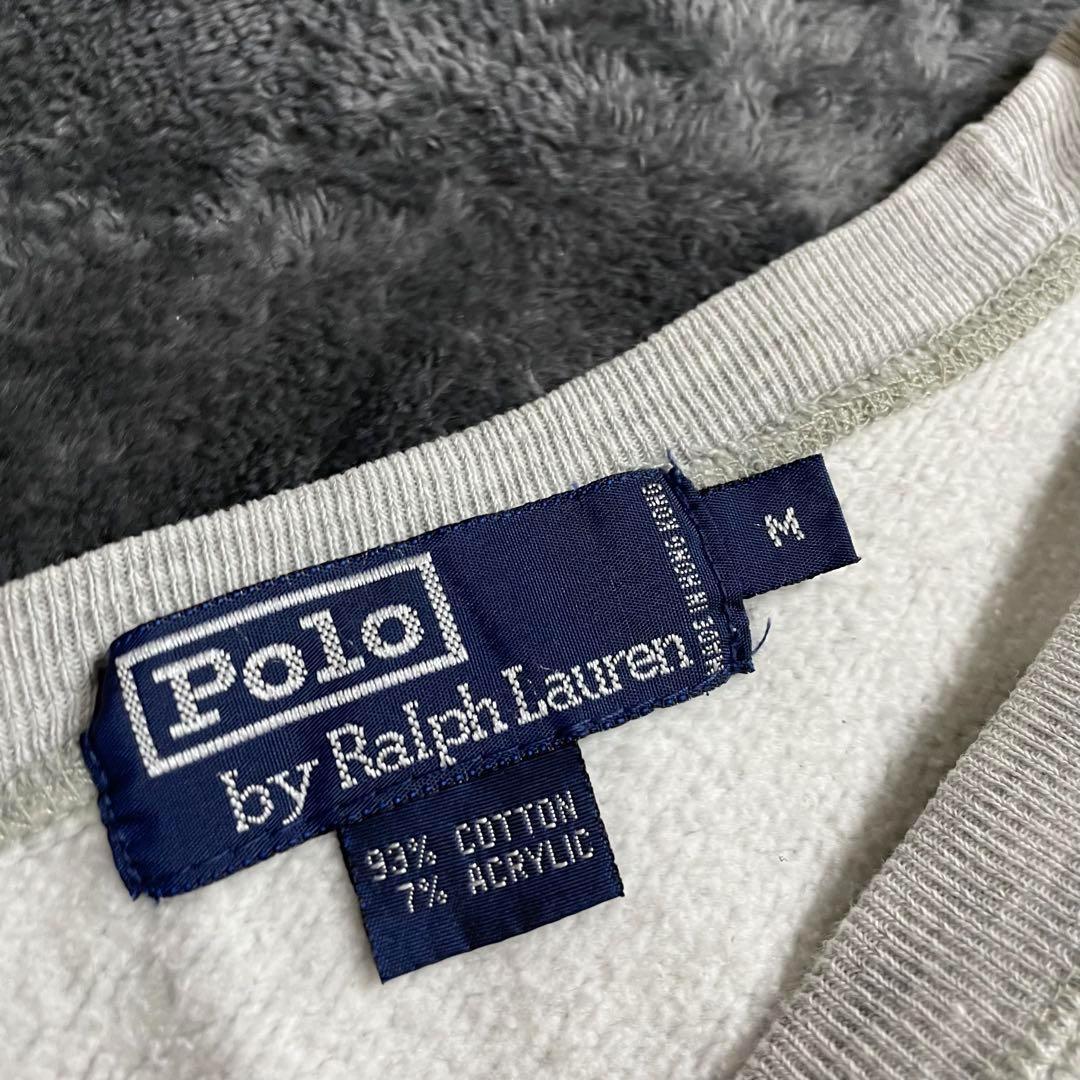 Polo
by Ralph Lauren
MADE IN HONG KONG
M
93% COTTON
7% ACRYLIC